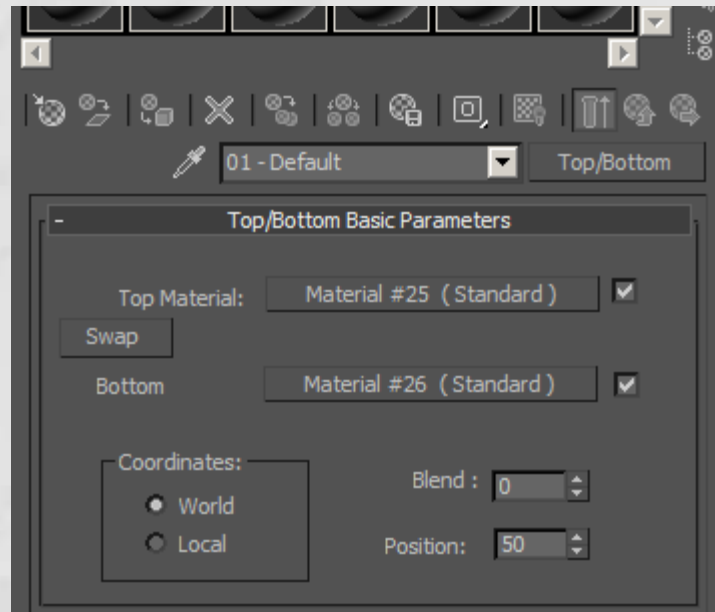 01 - Default
Top/Bottom
- Top/Bottom Basic Parameters
Top Material: Material #25 ( Standard )
Swap
Bottom Material #26 ( Standard )
Coordinates:
World
Local
Blend : 0
Position: 50